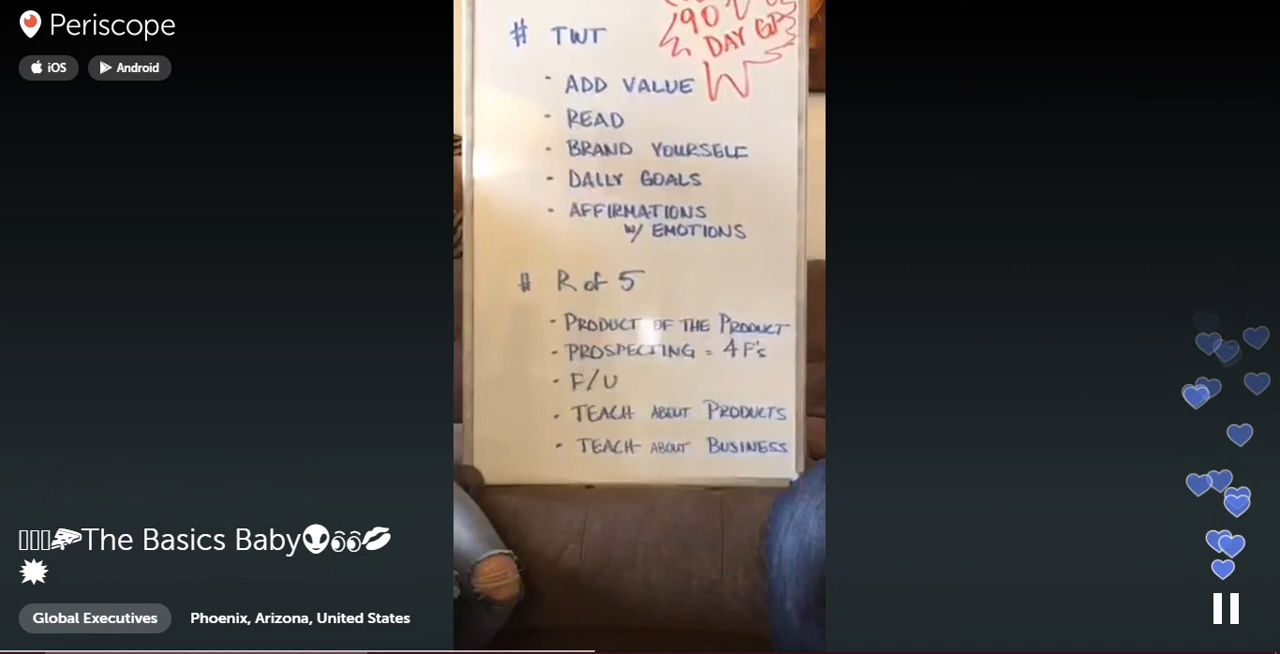 Periscope
iOS
Android
90
DAY
# TWT
- ADD VALUE
- READ
- BRAND YOURSELF
- DAILY GOALS
- AFFIRMATIONS
W/ EMOTIONS
# R of 5
- PRODUCT OF THE PRODUCT
- PROSPECTING = 4 F's
- F/U
- TEACH ABOUT PRODUCTS
- TEACH ABOUT BUSINESS
The Basics Baby
Global Executives
Phoenix, Arizona, United States